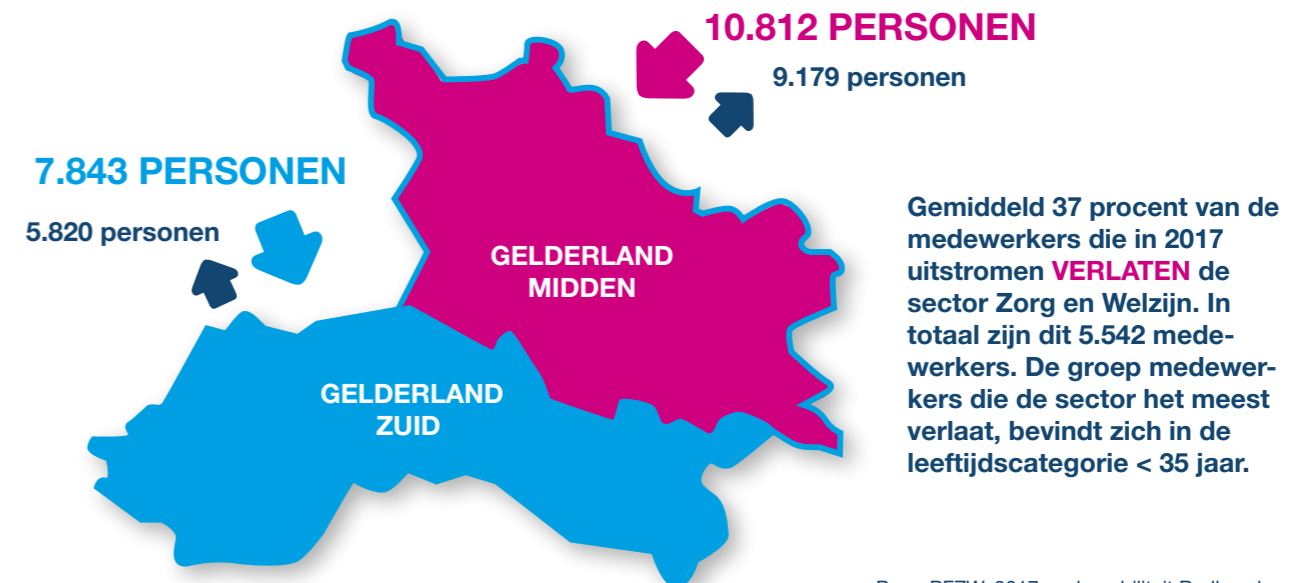 10.812 PERSONEN
9.179 personen
7.843 PERSONEN
5.820 personen
GELDERLAND
MIDDEN
GELDERLAND
ZUID
Gemiddeld 37 procent van de
medewerkers die in 2017
uitstromen VERLATEN de
sector Zorg en Welzijn. In
totaal zijn dit 5.542 mede-
werkers. De groep medewer-
kers die de sector het meest
verlaat, bevindt zich in de
leeftijdscategorie < 35 jaar.